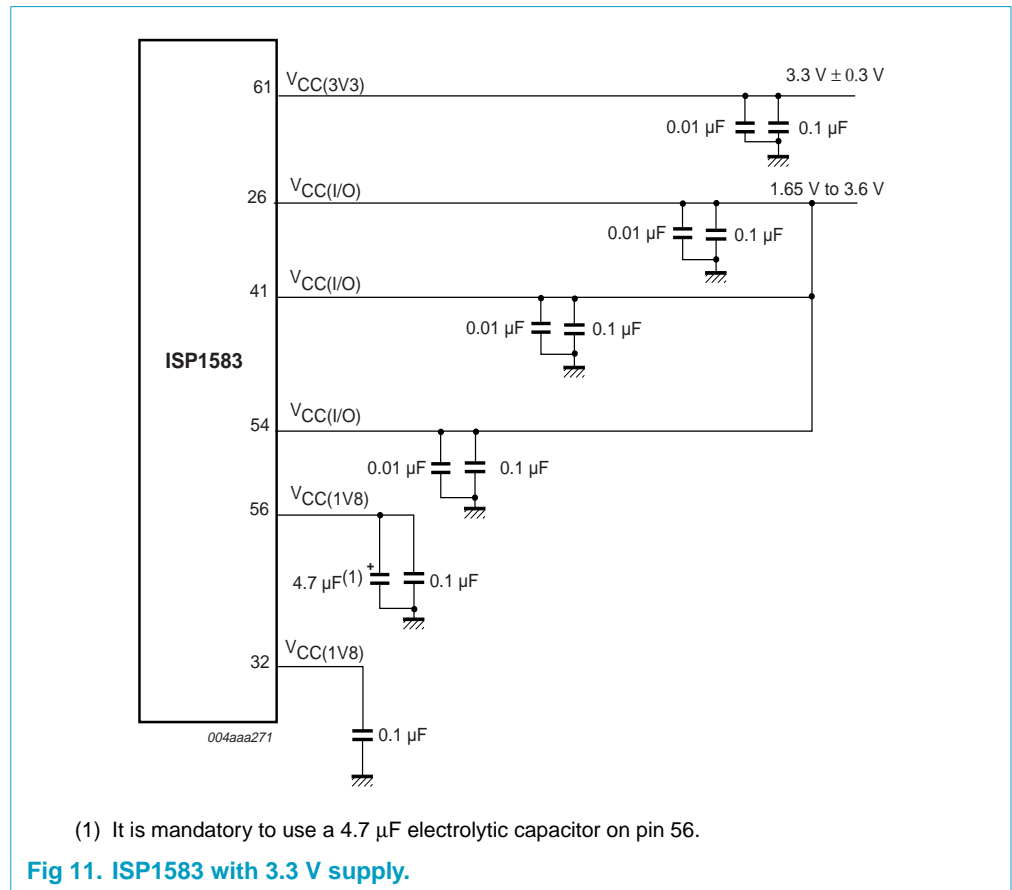 61 VCC(3V3) 3.3 V ± 0.3 V
0.01 µF 0.1 µF
26 VCC(I/O) 1.65 V to 3.6 V
0.01 µF 0.1 µF
41 VCC(I/O)
0.01 µF 0.1 µF
ISP1583
54 VCC(I/O)
0.01 µF 0.1 µF
56 VCC(1V8)
4.7 µF(1) + 0.1 µF
32 VCC(1V8)
004aaa271 0.1 µF
(1) It is mandatory to use a 4.7 µF electrolytic capacitor on pin 56.
Fig 11. ISP1583 with 3.3 V supply.